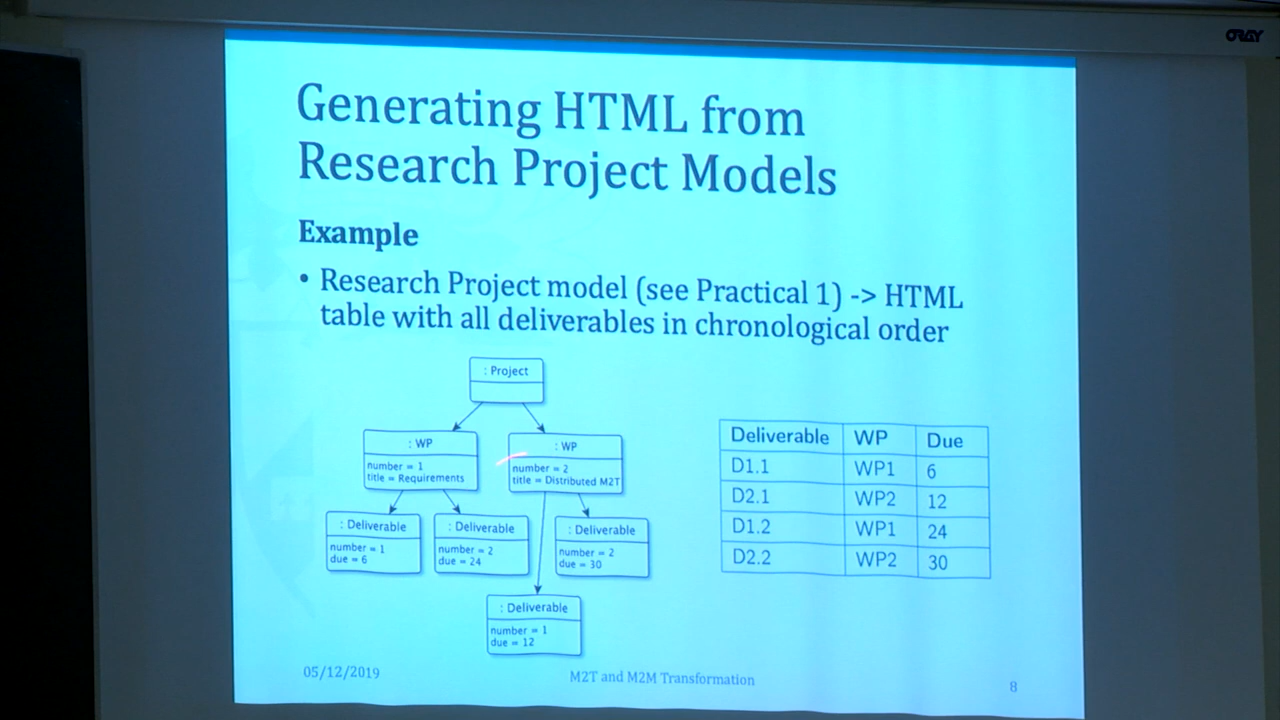 ORAY
Generating HTML from
Research Project Models
Example
• Research Project model (see Practical 1) -> HTML
table with all deliverables in chronological order
: Project
: WP
number = 1
title = Requirements
: WP
number = 2
title = Distributed M2T
: Deliverable
number = 1
due = 6
: Deliverable
number = 2
due = 24
: Deliverable
number = 2
due = 30
: Deliverable
number = 1
due = 12
Deliverable WP Due
D1.1 WP1 6
D2.1 WP2 12
D1.2 WP1 24
D2.2 WP2 30
05/12/2019 M2T and M2M Transformation 8